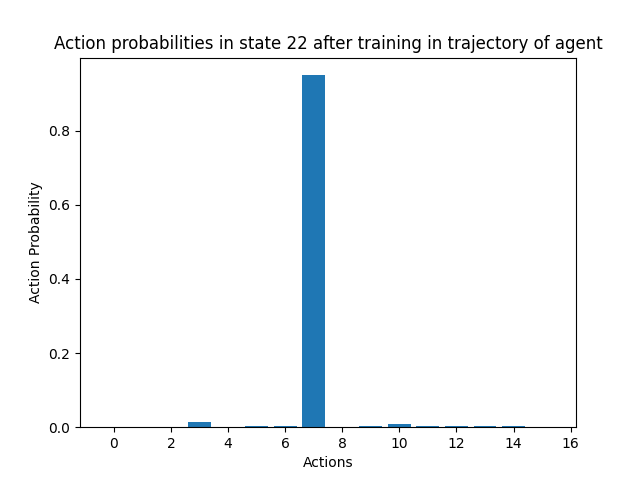 Action probabilities in state 22 after training in trajectory of agent
0.8
0.6
0.4
0.2
0.0
Action Probability
0 2 4 6 8 10 12 14 16
Actions